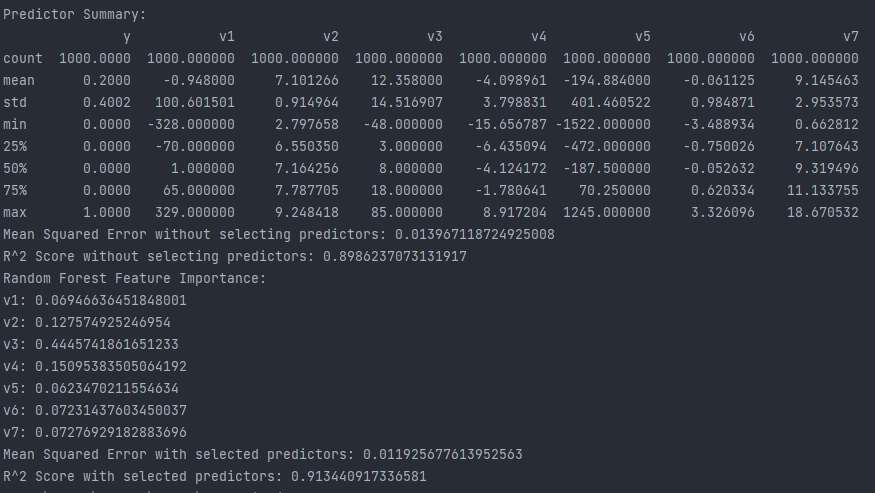 Predictor Summary:
y v1 v2 v3 v4 v5 v6 v7
count 1000.0000 1000.000000 1000.000000 1000.000000 1000.000000 1000.000000 1000.000000 1000.000000
mean 0.2000 -0.948000 7.101266 12.358000 -4.098961 -194.884000 -0.061125 9.145463
std 0.4002 100.601501 0.914964 14.516907 3.798831 401.460522 0.984871 2.953573
min 0.0000 -328.000000 2.797658 -48.000000 -15.656787 -1522.000000 -3.488934 0.662812
25% 0.0000 -70.000000 6.550350 3.000000 -6.435094 -472.000000 -0.750026 7.107643
50% 0.0000 1.000000 7.164256 8.000000 -4.124172 -187.500000 -0.052632 9.319496
75% 0.0000 65.000000 7.787705 18.000000 -1.780641 70.250000 0.620334 11.133755
max 1.0000 329.000000 9.248418 85.000000 8.917204 1245.000000 3.326096 18.670532
Mean Squared Error without selecting predictors: 0.013967118724925008
R^2 Score without selecting predictors: 0.8986237073131917
Random Forest Feature Importance:
v1: 0.06946636451848001
v2: 0.127574925246954
v3: 0.4445741861651233
v4: 0.15095383505064192
v5: 0.0623470211554634
v6: 0.07231437603450037
v7: 0.07276929182883696
Mean Squared Error with selected predictors: 0.011925677613952563
R^2 Score with selected predictors: 0.913440917336581